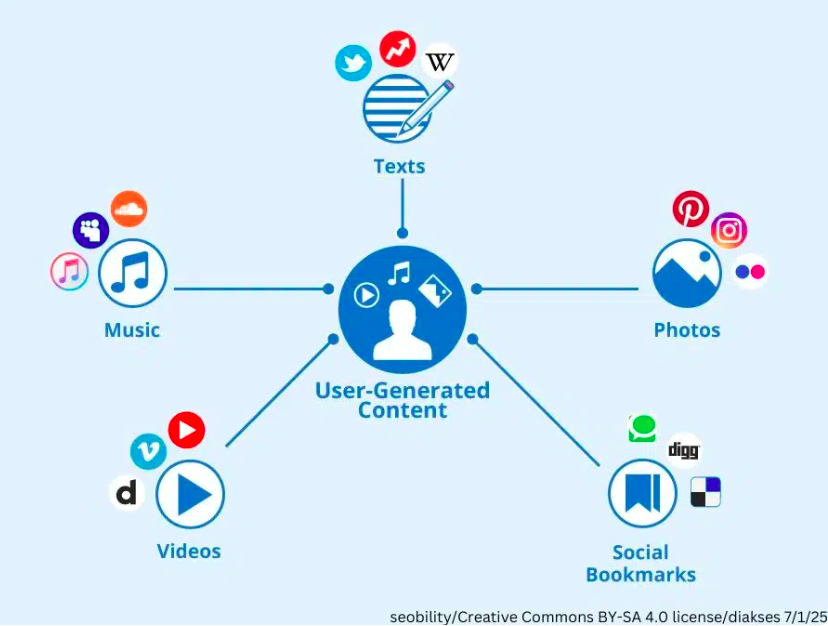 W
Texts
Music
Photos
User-Generated
Content
digg
d
Videos
Social
Bookmarks
seobility/Creative Commons BY-SA 4.0 license/diakses 7/1/25